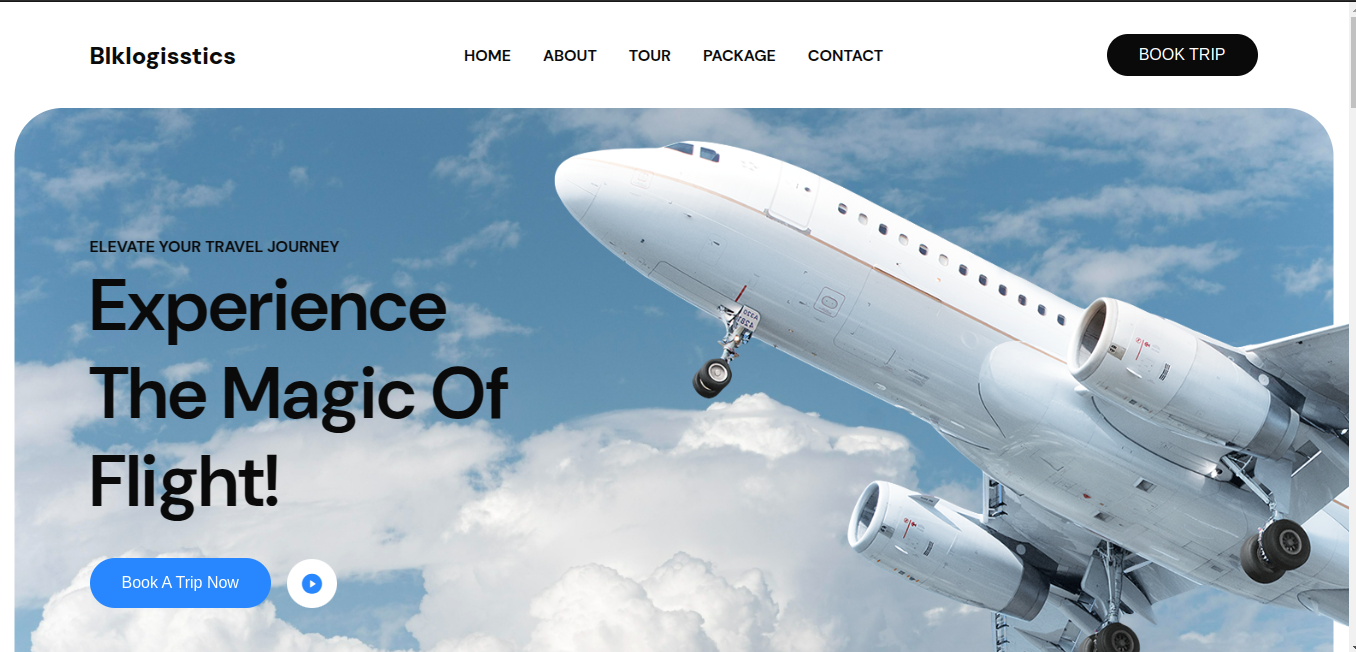 Blklogisstics
HOME ABOUT TOUR PACKAGE CONTACT
BOOK TRIP
ELEVATE YOUR TRAVEL JOURNEY
Experience
The Magic Of
Flight!
Book A Trip Now